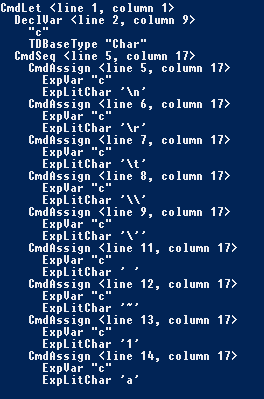 CmdLet <line 1, column 1>
DeclVar <line 2, column 9>
"c"
TDBaseType "Char"
CmdSeq <line 5, column 17>
CmdAssign <line 5, column 17>
ExpVar "c"
ExpLitChar '\n'
CmdAssign <line 6, column 17>
ExpVar "c"
ExpLitChar '\r'
CmdAssign <line 7, column 17>
ExpVar "c"
ExpLitChar '\t'
CmdAssign <line 8, column 17>
ExpVar "c"
ExpLitChar '\\'
CmdAssign <line 9, column 17>
ExpVar "c"
ExpLitChar '\''
CmdAssign <line 11, column 17>
ExpVar "c"
ExpLitChar ' '
CmdAssign <line 12, column 17>
ExpVar "c"
ExpLitChar '~'
CmdAssign <line 13, column 17>
ExpVar "c"
ExpLitChar '1'
CmdAssign <line 14, column 17>
ExpVar "c"
ExpLitChar 'a'